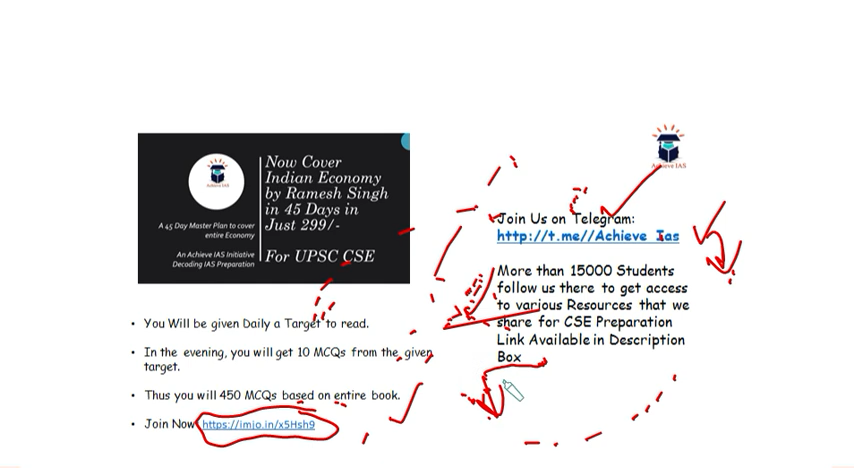 Now Cover
Indian Economy
by Ramesh Singh
in 45 Days in
Just 299/-
For UPSC CSE
Achieve IAS
A 45 Day Master Plan to cover
entire Economy
An Achieve IAS Initiative
Decoding IAS Preparation
• You Will be given Daily a Target to read.
• In the evening, you will get 10 MCQs from the given
target.
• Thus you will 450 MCQs based on entire book.
• Join Now https://imjo.in/x5Hsh9
Achieve IAS
Join Us on Telegram:
http://t.me//Achieve Ias
More than 15000 Students
follow us there to get access
to various Resources that we
share for CSE Preparation
Link Available in Description
Box